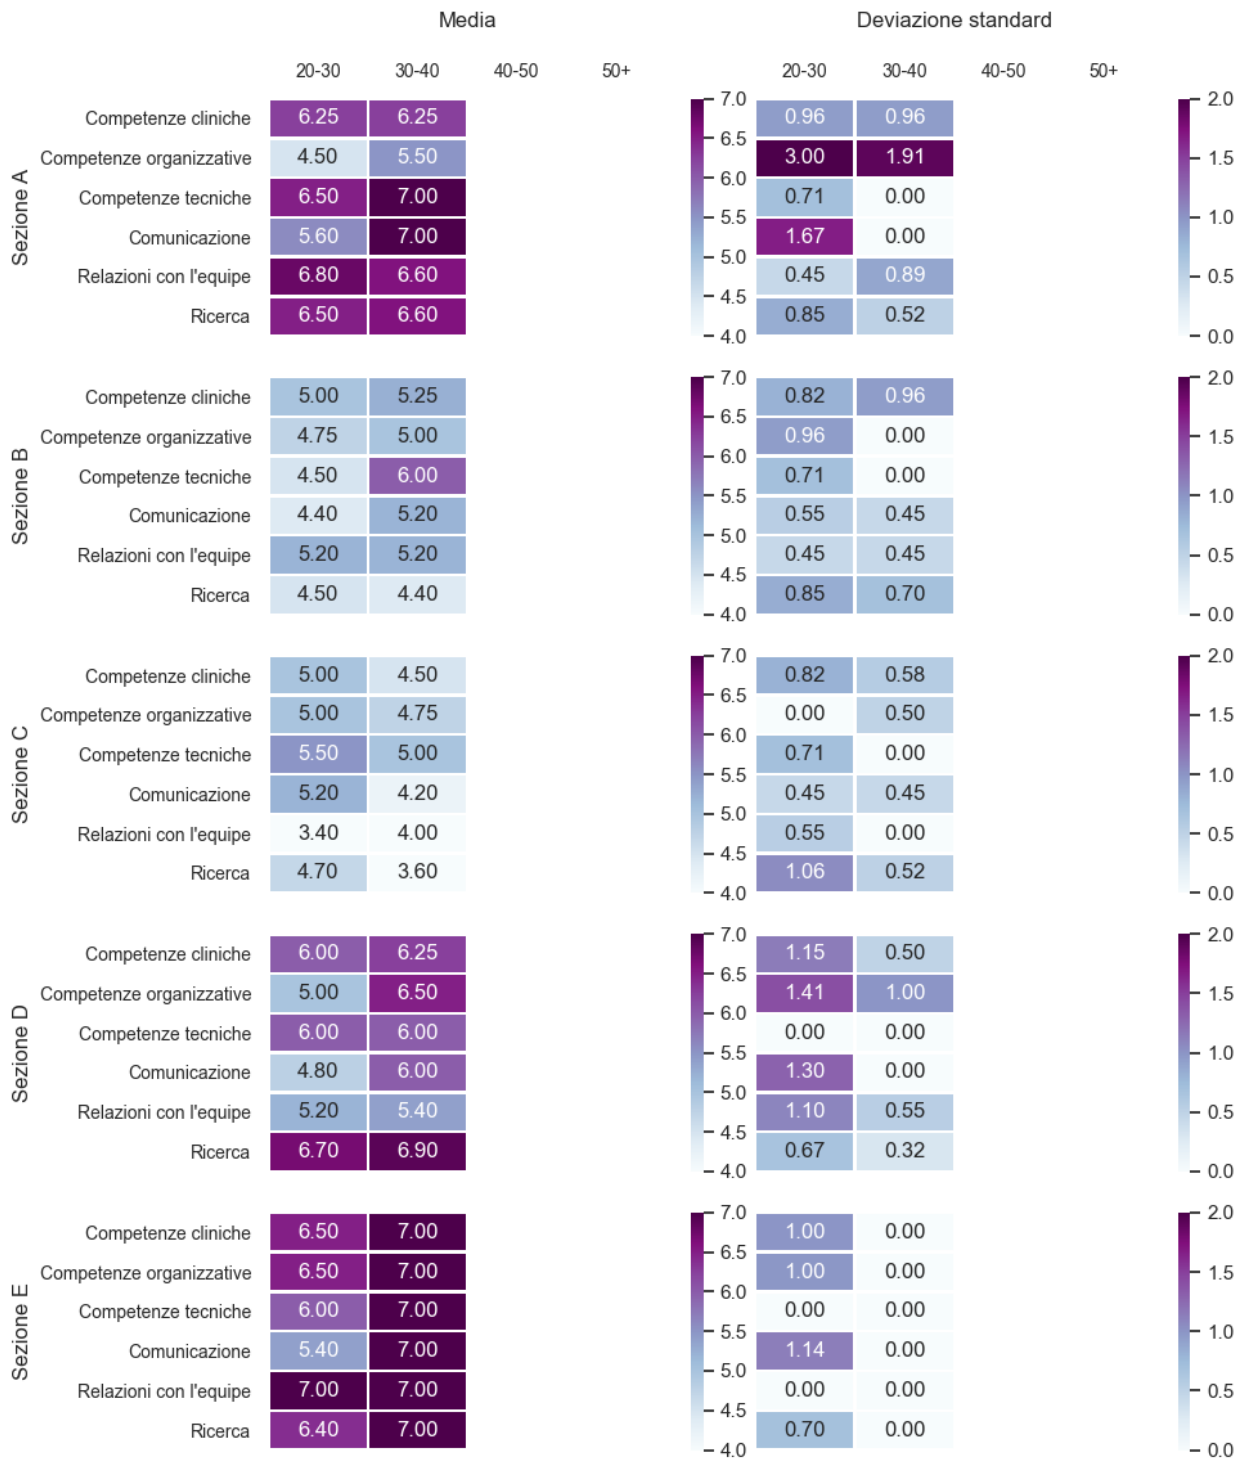 Media Deviazione standard
20-30 30-40 40-50 50+ 20-30 30-40 40-50 50+
Sezione A
Competenze cliniche 6.25 6.25 0.96 0.96
Competenze organizzative 4.50 5.50 3.00 1.91
Competenze tecniche 6.50 7.00 0.71 0.00
Comunicazione 5.60 7.00 1.67 0.00
Relazioni con l'equipe 6.80 6.60 0.45 0.89
Ricerca 6.50 6.60 0.85 0.52
7.0 6.5 6.0 5.5 5.0 4.5 4.0
2.0 1.5 1.0 0.5 0.0
Sezione B
Competenze cliniche 5.00 5.25 0.82 0.96
Competenze organizzative 4.75 5.00 0.96 0.00
Competenze tecniche 4.50 6.00 0.71 0.00
Comunicazione 4.40 5.20 0.55 0.45
Relazioni con l'equipe 5.20 5.20 0.45 0.45
Ricerca 4.50 4.40 0.85 0.70
7.0 6.5 6.0 5.5 5.0 4.5 4.0
2.0 1.5 1.0 0.5 0.0
Sezione C
Competenze cliniche 5.00 4.50 0.82 0.58
Competenze organizzative 5.00 4.75 0.00 0.50
Competenze tecniche 5.50 5.00 0.71 0.00
Comunicazione 5.20 4.20 0.45 0.45
Relazioni con l'equipe 3.40 4.00 0.55 0.00
Ricerca 4.70 3.60 1.06 0.52
7.0 6.5 6.0 5.5 5.0 4.5 4.0
2.0 1.5 1.0 0.5 0.0
Sezione D
Competenze cliniche 6.00 6.25 1.15 0.50
Competenze organizzative 5.00 6.50 1.41 1.00
Competenze tecniche 6.00 6.00 0.00 0.00
Comunicazione 4.80 6.00 1.30 0.00
Relazioni con l'equipe 5.20 5.40 1.10 0.55
Ricerca 6.70 6.90 0.67 0.32
7.0 6.5 6.0 5.5 5.0 4.5 4.0
2.0 1.5 1.0 0.5 0.0
Sezione E
Competenze cliniche 6.50 7.00 1.00 0.00
Competenze organizzative 6.50 7.00 1.00 0.00
Competenze tecniche 6.00 7.00 0.00 0.00
Comunicazione 5.40 7.00 1.14 0.00
Relazioni con l'equipe 7.00 7.00 0.00 0.00
Ricerca 6.40 7.00 0.70 0.00
7.0 6.5 6.0 5.5 5.0 4.5 4.0
2.0 1.5 1.0 0.5 0.0